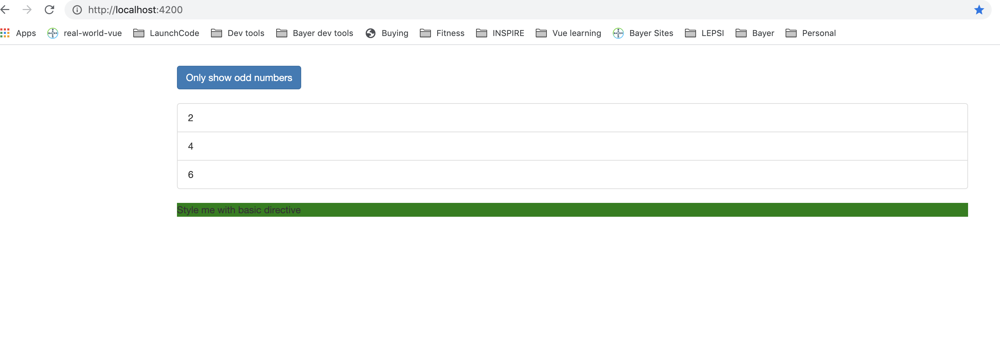 http://localhost:4200
Apps real-world-vue LaunchCode Dev tools Bayer dev tools Buying Fitness INSPIRE Vue learning Bayer Sites LEPSI Bayer Personal
Only show odd numbers
2
4
6
Style me with basic directive